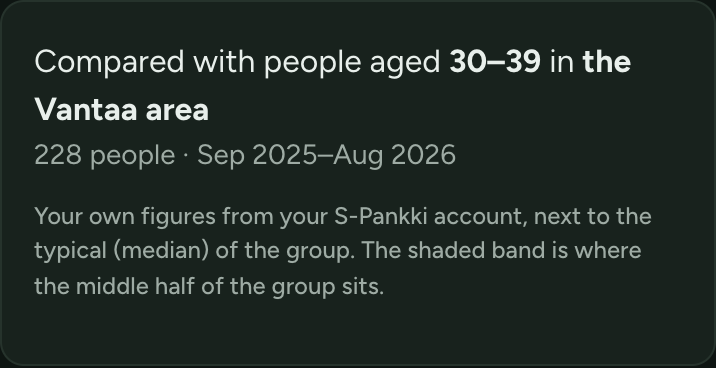 Compared with people aged 30–39 in the
Vantaa area
228 people · Sep 2025–Aug 2026
Your own figures from your S-Pankki account, next to the
typical (median) of the group. The shaded band is where
the middle half of the group sits.